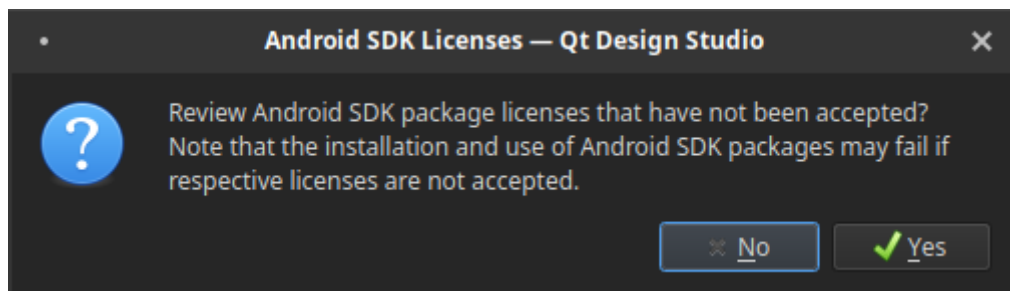 Android SDK Licenses — Qt Design Studio
Review Android SDK package licenses that have not been accepted?
Note that the installation and use of Android SDK packages may fail if
respective licenses are not accepted.
No
Yes